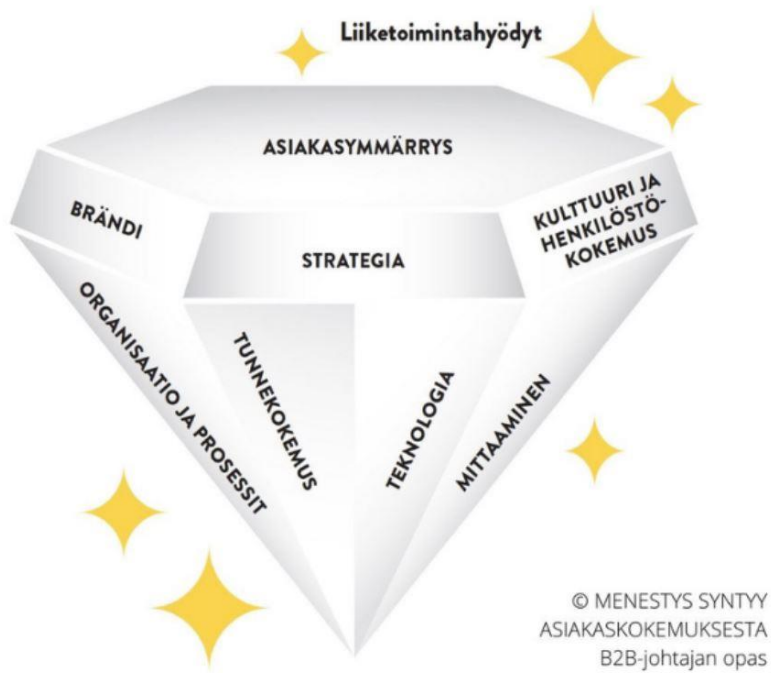 Liiketoimintahyödyt
ASIAKASYMMÄRRYS
BRÄNDI
STRATEGIA
KULTTUURI JA
HENKILÖSTÖ-
KOKEMUS
ORGANISAATIO JA PROSESSIT
TUNNEKOKEMUS
TEKNOLOGIA
MITTAAMINEN
© MENESTYS SYNTYY
ASIAKASKOKEMUKSESTA
B2B-johtajan opas